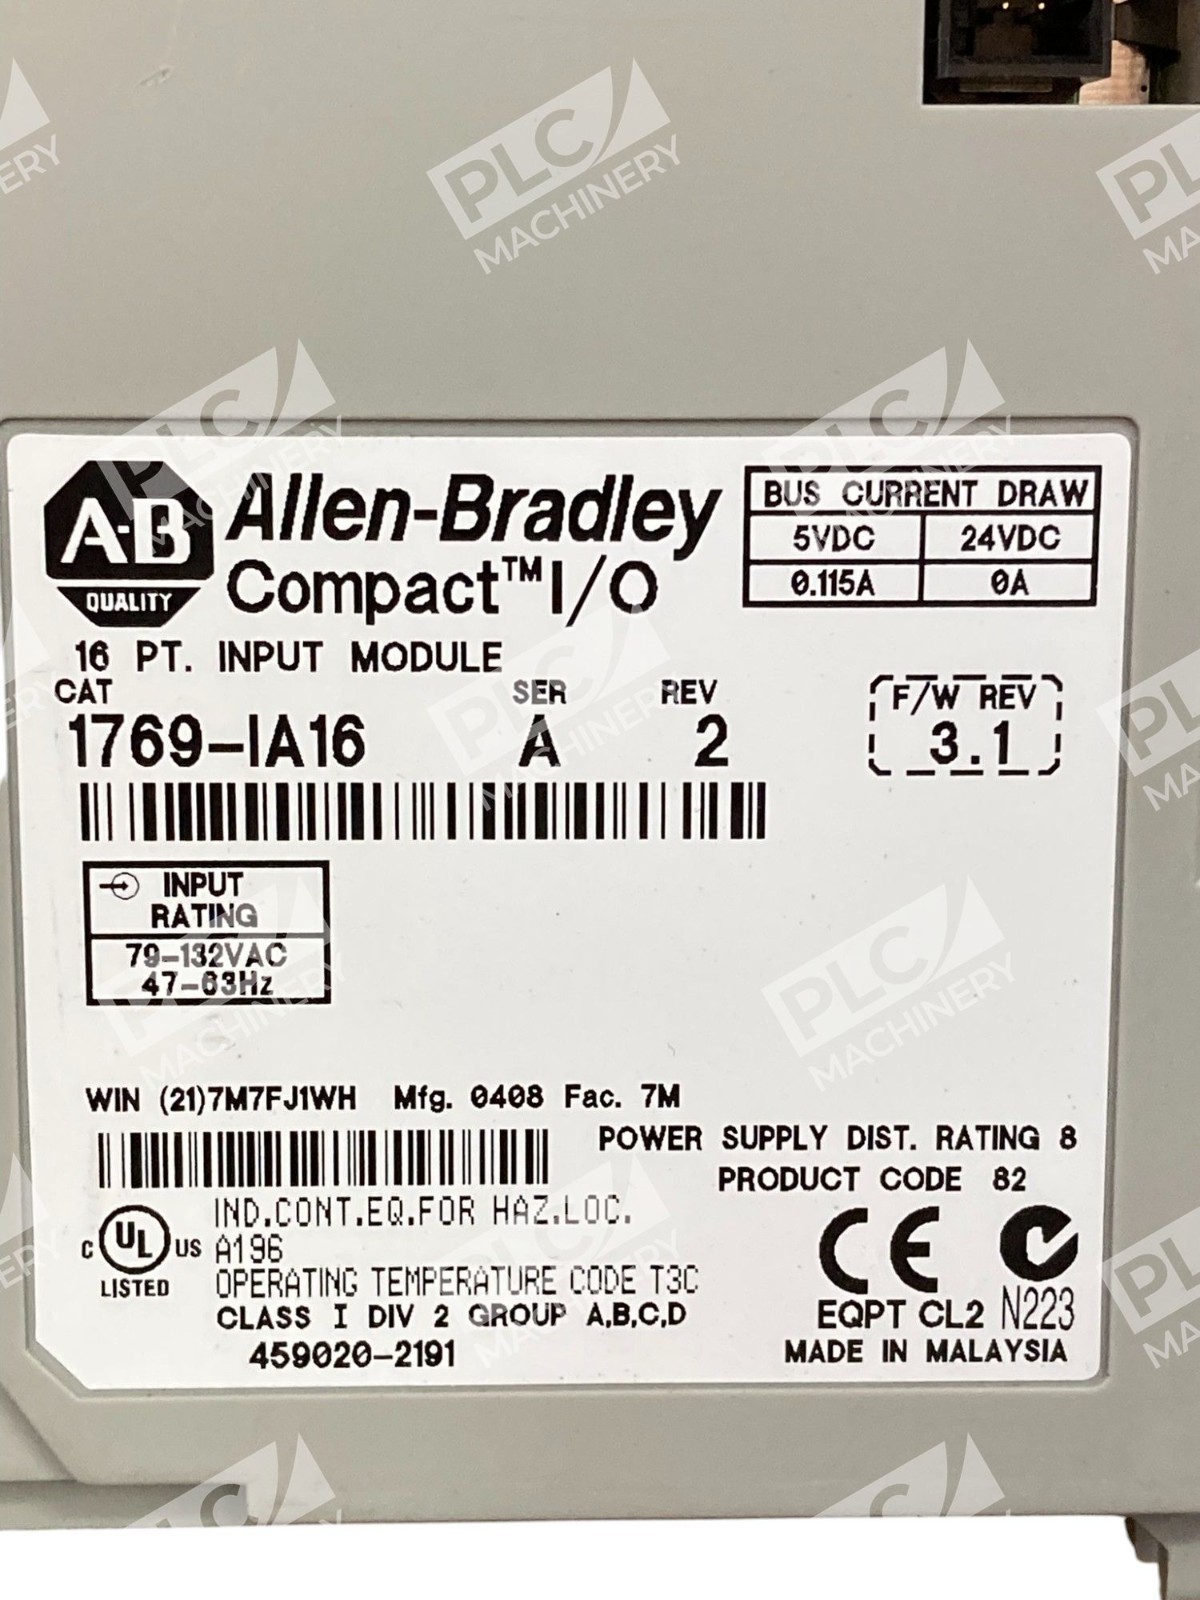 PLC
MACHINERY
A-B
QUALITY
Allen-Bradley
Compact™ I/O
BUS CURRENT DRAW
5VDC 24VDC
0.115A 0A
16 PT. INPUT MODULE
CAT SER REV
1769-IA16 A 2
F/W REV
3.1
INPUT
RATING
79-132VAC
47-63Hz
WIN (21)7M7FJ1WH Mfg. 0408 Fac. 7M
POWER SUPPLY DIST. RATING 8
PRODUCT CODE 82
IND.CONT.EQ.FOR HAZ.LOC.
C UL US A196
LISTED
OPERATING TEMPERATURE CODE T3C
CLASS I DIV 2 GROUP A,B,C,D
459020-2191
CE
EQPT CL2 N223
MADE IN MALAYSIA